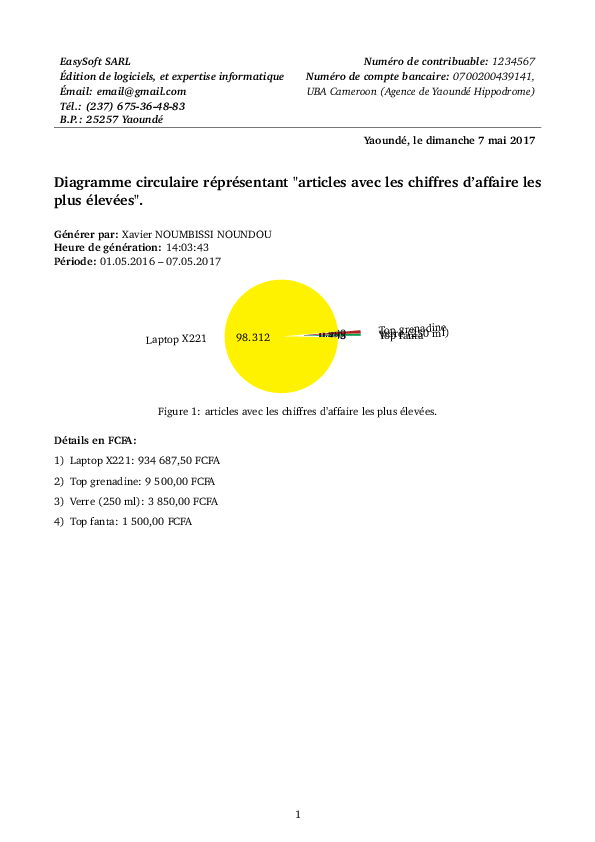 EasySoft SARL
Édition de logiciels, et expertise informatique
Émail: email@gmail.com
Tél.: (237) 675-36-48-83
B.P.: 25257 Yaoundé
Numéro de contribuable: 1234567
Numéro de compte bancaire: 0700200439141,
UBA Cameroon (Agence de Yaoundé Hippodrome)
Yaoundé, le dimanche 7 mai 2017
Diagramme circulaire réprésentant "articles avec les chiffres d’affaire les
plus élevées".
Générer par: Xavier NOUMBISSI NOUNDOU
Heure de génération: 14:03:43
Période: 01.05.2016 – 07.05.2017
Laptop X221
98.312
Top grenadine
Verre (250 ml)
Top fanta
Figure 1: articles avec les chiffres d’affaire les plus élevées.
Détails en FCFA:
1) Laptop X221: 934 687,50 FCFA
2) Top grenadine: 9 500,00 FCFA
3) Verre (250 ml): 3 850,00 FCFA
4) Top fanta: 1 500,00 FCFA
1